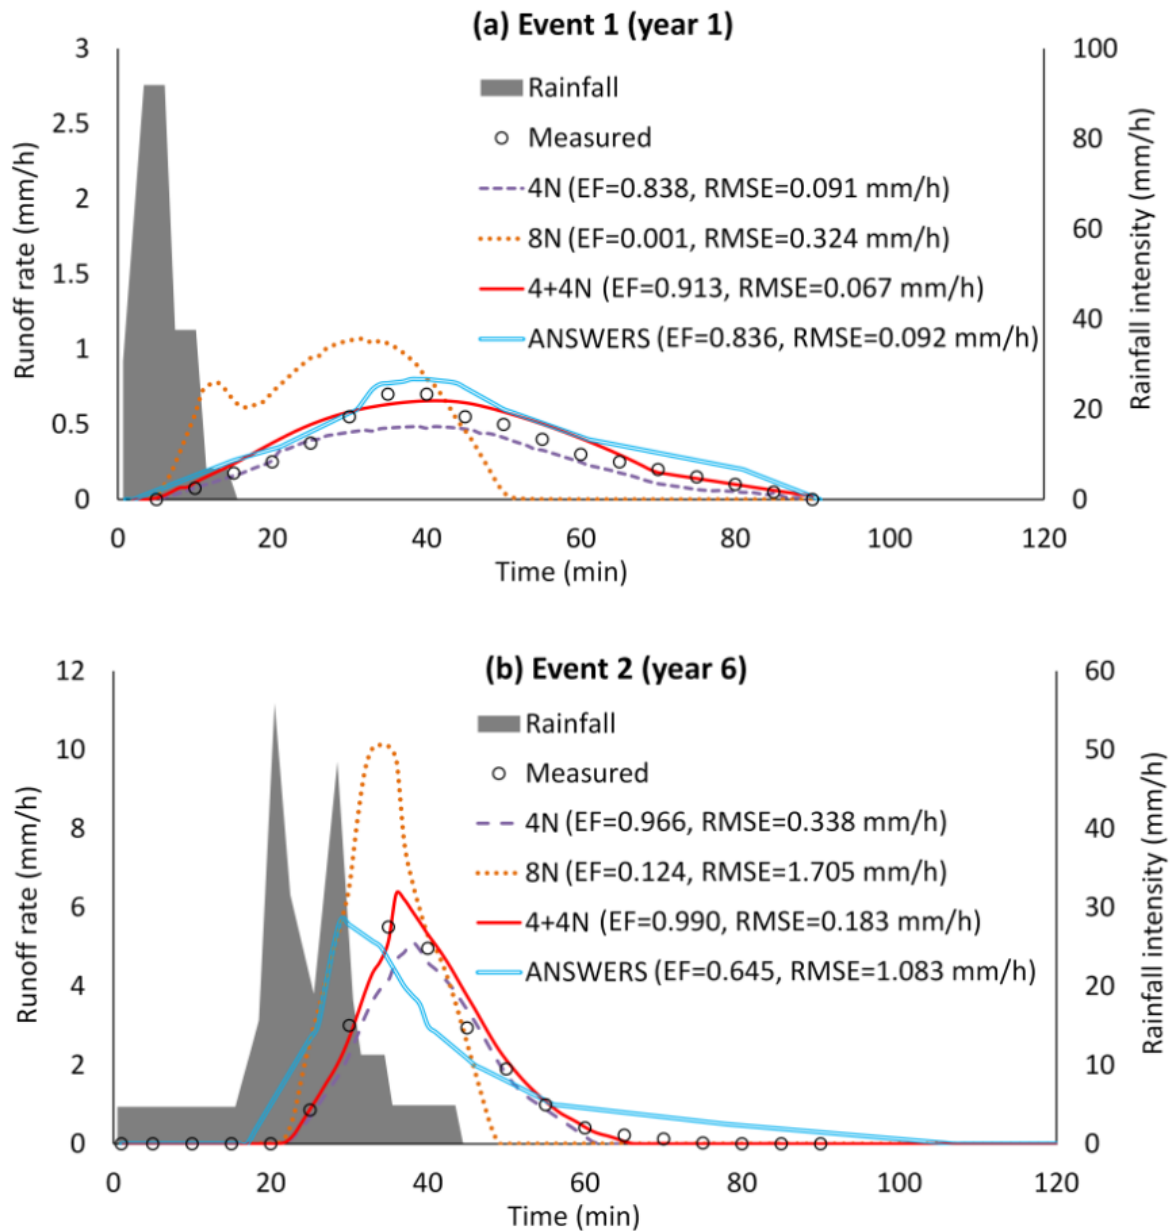 (a) Event 1 (year 1)
3
2.5
2
1.5
1
0.5
0
Runoff rate (mm/h)
100
80
60
40
20
0
Rainfall intensity (mm/h)
Rainfall
Measured
4N (EF=0.838, RMSE=0.091 mm/h)
8N (EF=0.001, RMSE=0.324 mm/h)
4+4N (EF=0.913, RMSE=0.067 mm/h)
ANSWERS (EF=0.836, RMSE=0.092 mm/h)
0 20 40 60 80 100 120
Time (min)
(b) Event 2 (year 6)
12
10
8
6
4
2
0
Runoff rate (mm/h)
60
50
40
30
20
10
0
Rainfall intensity (mm/h)
Rainfall
Measured
4N (EF=0.966, RMSE=0.338 mm/h)
8N (EF=0.124, RMSE=1.705 mm/h)
4+4N (EF=0.990, RMSE=0.183 mm/h)
ANSWERS (EF=0.645, RMSE=1.083 mm/h)
0 20 40 60 80 100 120
Time (min)